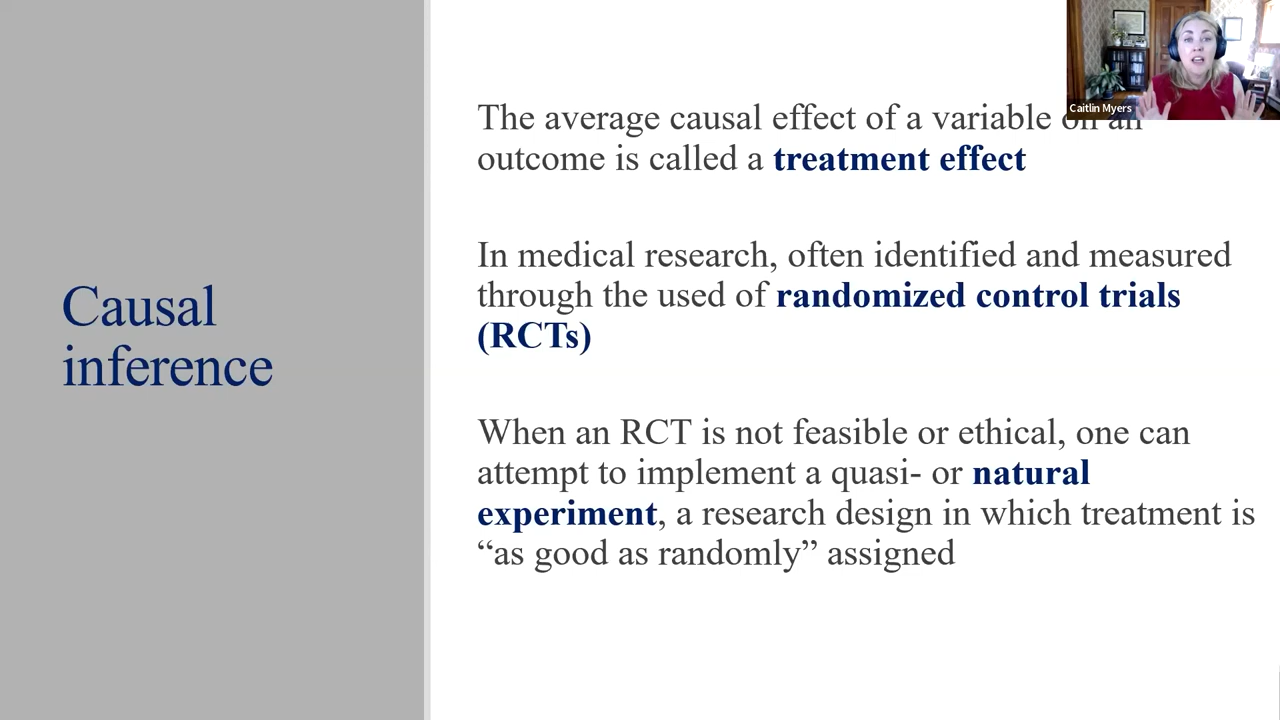 Causal
inference
The average causal effect of a variable on an
outcome is called a treatment effect
In medical research, often identified and measured
through the used of randomized control trials
(RCTs)
When an RCT is not feasible or ethical, one can
attempt to implement a quasi- or natural
experiment, a research design in which treatment is
“as good as randomly” assigned
Caitlin Myers